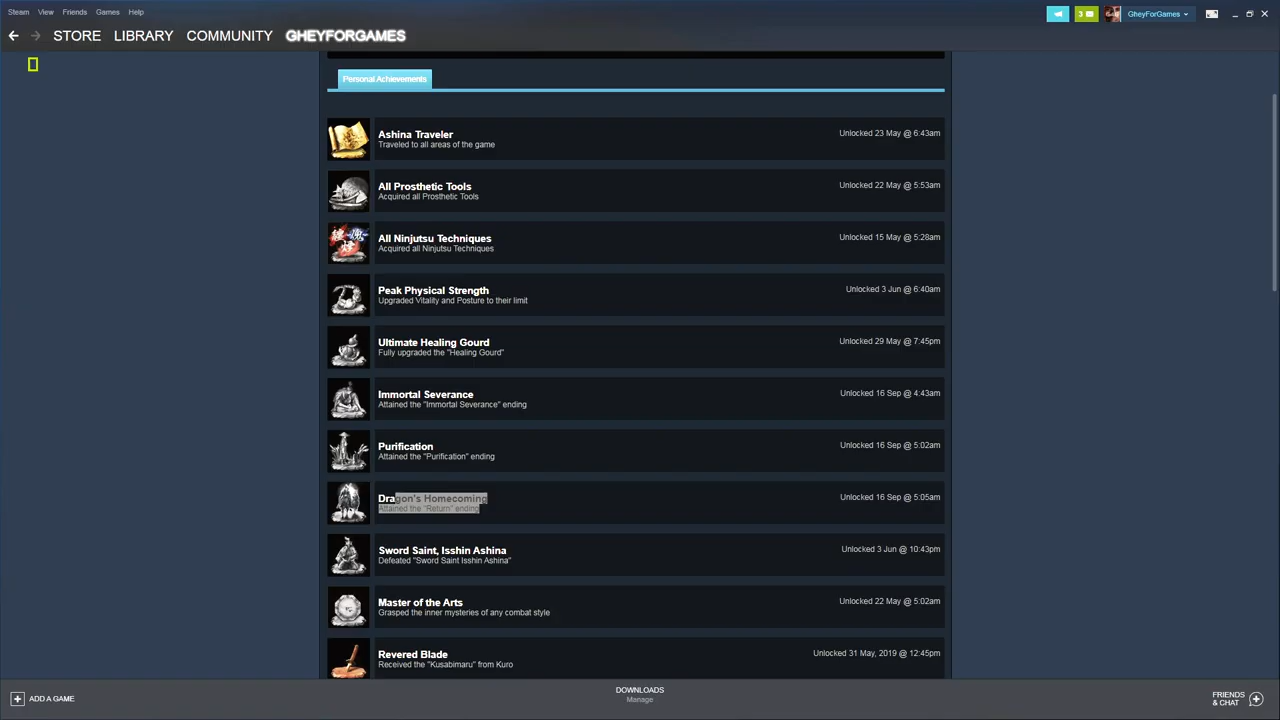 Steam View Friends Games Help
3 GheyForGames
STORE LIBRARY COMMUNITY GHEYFORGAMES
Personal Achievements
Ashina Traveler
Traveled to all areas of the game
Unlocked 23 May @ 6:43am
All Prosthetic Tools
Acquired all Prosthetic Tools
Unlocked 22 May @ 5:53am
All Ninjutsu Techniques
Acquired all Ninjutsu Techniques
Unlocked 15 May @ 5:28am
Peak Physical Strength
Upgraded Vitality and Posture to their limit
Unlocked 3 Jun @ 6:40am
Ultimate Healing Gourd
Fully upgraded the "Healing Gourd"
Unlocked 29 May @ 7:45pm
Immortal Severance
Attained the "Immortal Severance" ending
Unlocked 16 Sep @ 4:43am
Purification
Attained the "Purification" ending
Unlocked 16 Sep @ 5:02am
Dragon's Homecoming
Attained the "Return" ending
Unlocked 16 Sep @ 5:05am
Sword Saint, Isshin Ashina
Defeated "Sword Saint Isshin Ashina"
Unlocked 3 Jun @ 10:43pm
Master of the Arts
Grasped the inner mysteries of any combat style
Unlocked 22 May @ 5:02am
Revered Blade
Received the "Kusabimaru" from Kuro
Unlocked 31 May, 2019 @ 12:45pm
ADD A GAME
DOWNLOADS
Manage
FRIENDS
& CHAT